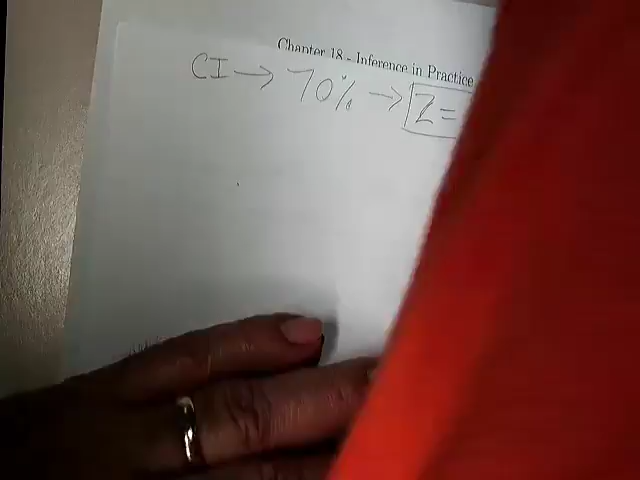 Chapter 18 - Inference in Practice
CI → 70% → Z =